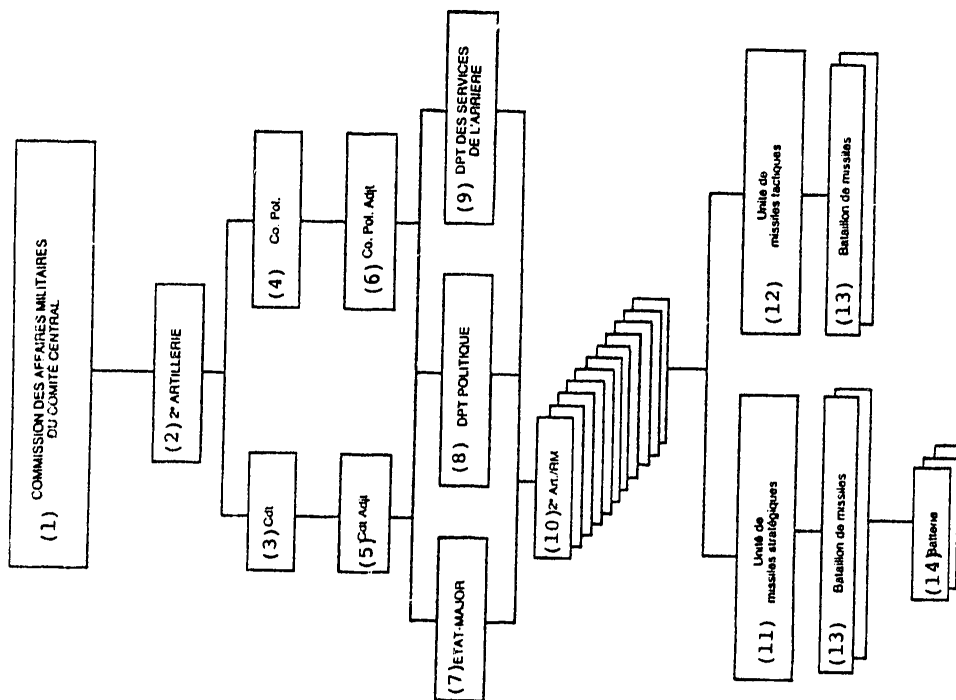 (1) COMMISSION DES AFFAIRES MILITAIRES
DU COMITÉ CENTRAL
(2) 2e ARTILLERIE
(3) Cdt
(4) Co. Pol.
(5) Cdt Adjt
(6) Co. Pol. Adjt
(7) ETAT-MAJOR
(8) DPT POLITIQUE
(9) DPT DES SERVICES
DE L'ARRIERE
(10) 2e Art./RM
(11) Unité de
missiles stratégiques
(12) Unité de
missiles tactiques
(13) Bataillon de missiles
(13) Bataillon de missiles
(14) Batterie